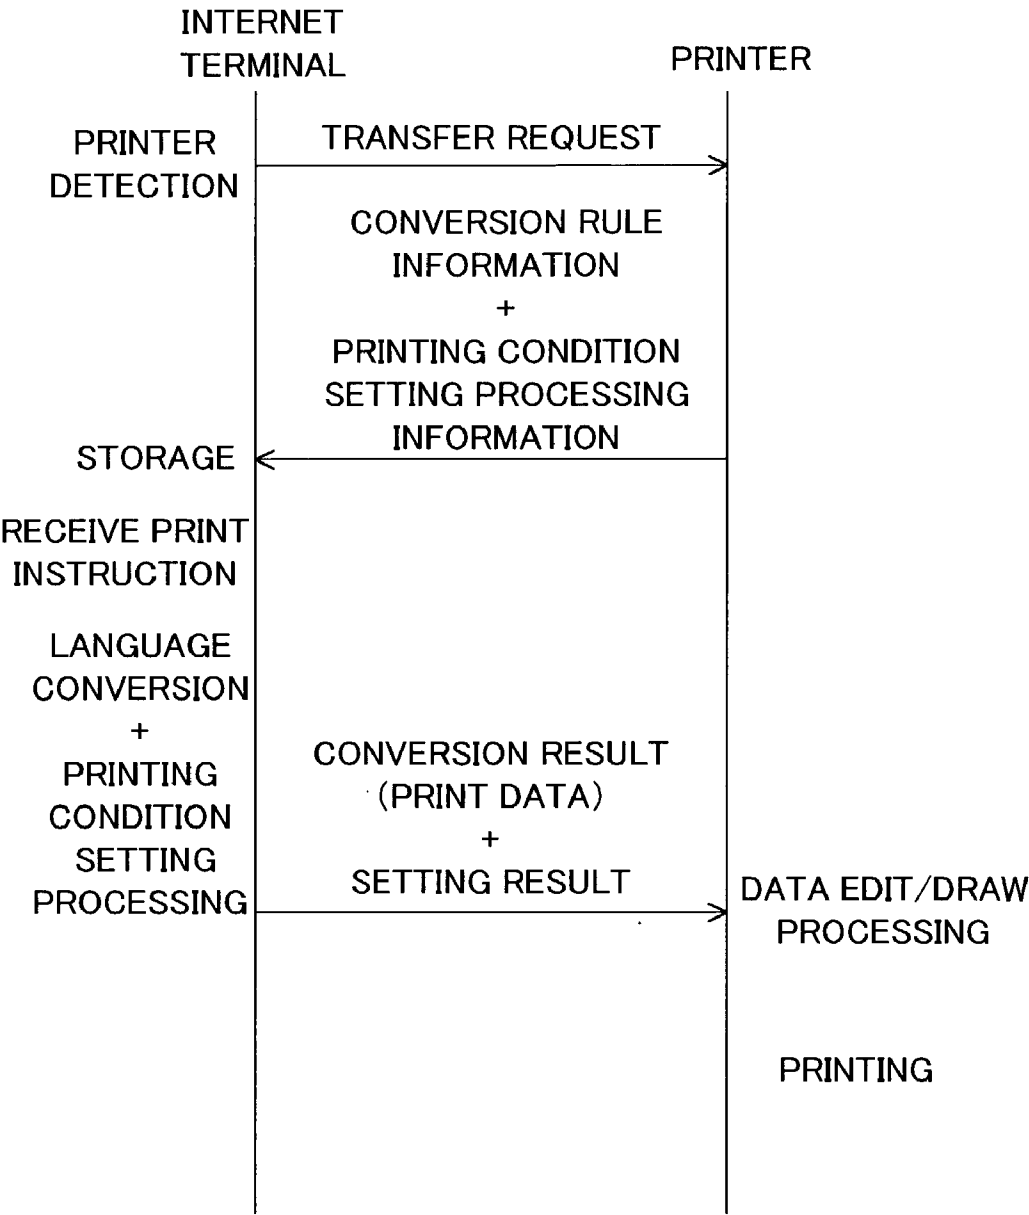 INTERNET
TERMINAL
PRINTER
PRINTER
DETECTION
TRANSFER REQUEST
CONVERSION RULE
INFORMATION
+
PRINTING CONDITION
SETTING PROCESSING
INFORMATION
STORAGE
RECEIVE PRINT
INSTRUCTION
LANGUAGE
CONVERSION
+
PRINTING
CONDITION
SETTING
PROCESSING
CONVERSION RESULT
(PRINT DATA)
+
SETTING RESULT
DATA EDIT/DRAW
PROCESSING
PRINTING